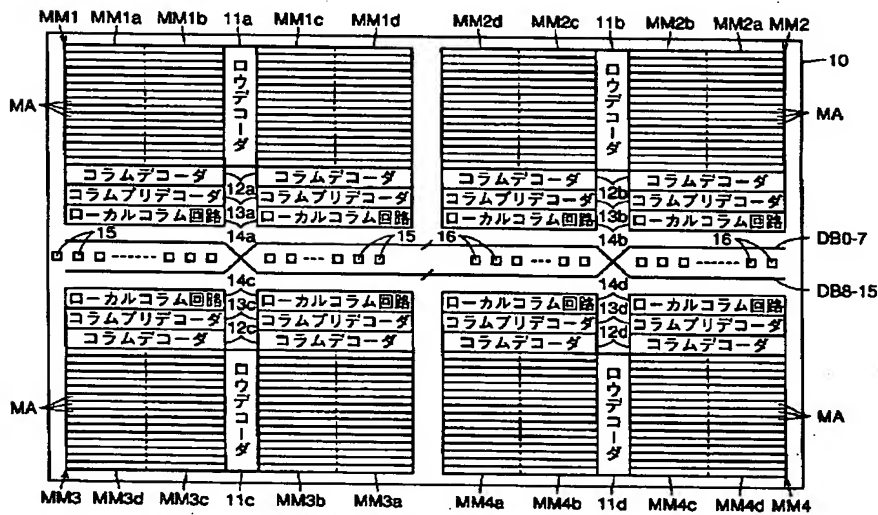 MM1 MM1a MM1b 11a MM1c MM1d MM2d MM2c 11b MM2b MM2a MM2
10
MA ロウデコーダ ロウデコーダ MA
コラムデコーダ 12a コラムデコーダ コラムデコーダ 12b コラムデコーダ
コラムプリデコーダ 13a コラムプリデコーダ コラムプリデコーダ 13b コラムプリデコーダ
ローカルコラム回路 14a ローカルコラム回路 ローカルコラム回路 14b ローカルコラム回路
15 15 16 16 DB0-7
DB8-15
ローカルコラム回路 14c ローカルコラム回路 ローカルコラム回路 14d ローカルコラム回路
コラムプリデコーダ 13c コラムプリデコーダ コラムプリデコーダ 13d コラムプリデコーダ
コラムデコーダ 12c コラムデコーダ コラムデコーダ 12d コラムデコーダ
MA ロウデコーダ ロウデコーダ MA
MM3 MM3d MM3c 11c MM3b MM3a MM4a MM4b 11d MM4c MM4d MM4